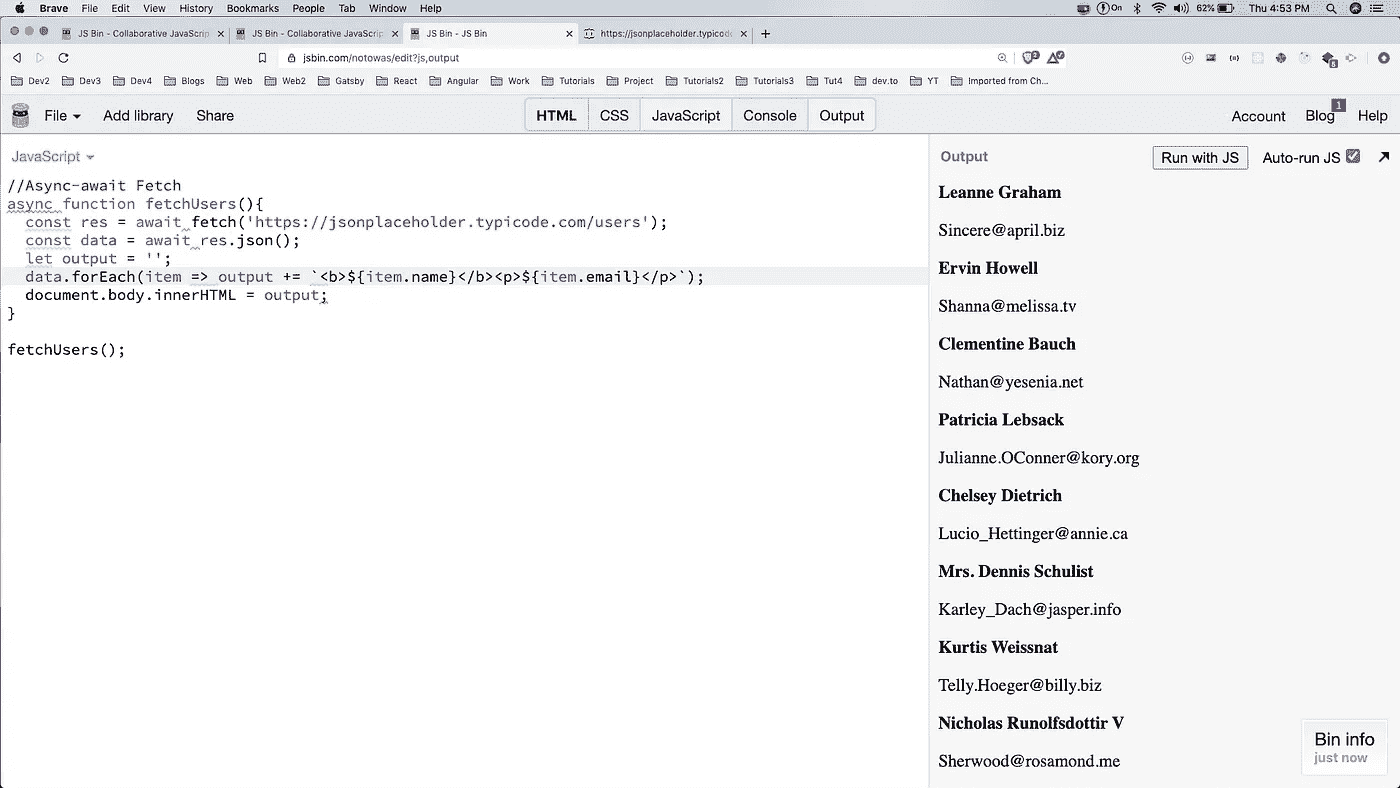 Brave File Edit View History Bookmarks People Tab Window Help On 62% Thu 4:53 PM
JS Bin - Collaborative JavaScrip JS Bin - Collaborative JavaScrip JS Bin - JS Bin https://jsonplaceholder.typicod
jsbin.com/notowas/edit?js,output
Dev2 Dev3 Dev4 Blogs Web Web2 Gatsby React Angular Work Tutorials Project Tutorials2 Tutorials3 Tut4 dev.to YT Imported from Ch...
File Add library Share HTML CSS JavaScript Console Output Account Blog 1 Help
JavaScript
//Async-await Fetch
async function fetchUsers(){
  const res = await fetch('https://jsonplaceholder.typicode.com/users');
  const data = await res.json();
  let output = '';
  data.forEach(item => output += `<b>${item.name}</b><p>${item.email}</p>`);
  document.body.innerHTML = output;
}
fetchUsers();
Output Run with JS Auto-run JS
Leanne Graham
Sincere@april.biz
Ervin Howell
Shanna@melissa.tv
Clementine Bauch
Nathan@yesenia.net
Patricia Lebsack
Julianne.OConner@kory.org
Chelsey Dietrich
Lucio_Hettinger@annie.ca
Mrs. Dennis Schulist
Karley_Dach@jasper.info
Kurtis Weissnat
Telly.Hoeger@billy.biz
Nicholas Runolfsdottir V
Sherwood@rosamond.me
Bin info
just now